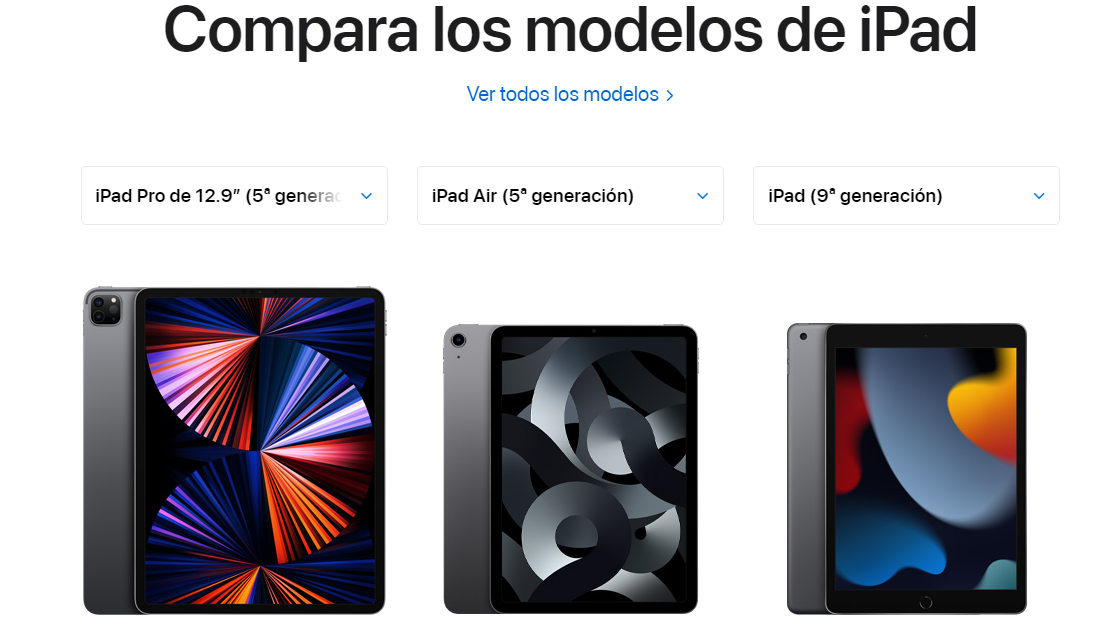 Compara los modelos de iPad
Ver todos los modelos >
iPad Pro de 12.9” (5ª generac
iPad Air (5ª generación)
iPad (9ª generación)